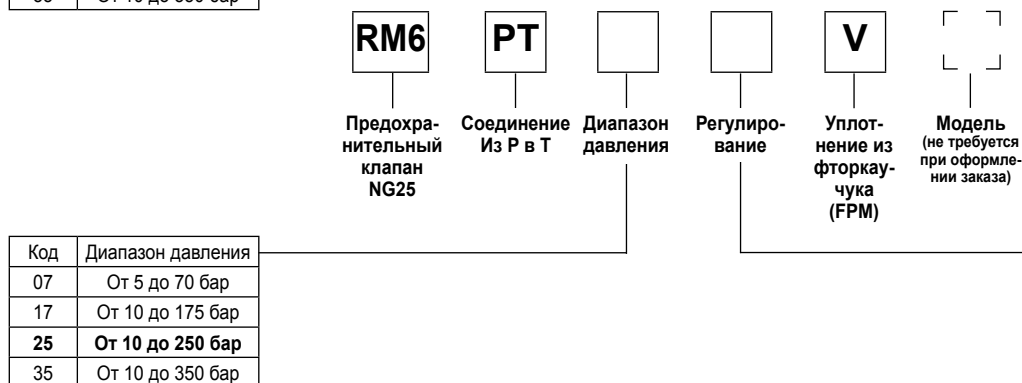 RM6 PT V
Предохра- Соединение Диапазон Регулиро- Уплот- Модель
нительный Из P в T давления вание нение из (не требуется
клапан фторкау- при оформле-
NG25 чука нии заказа)
(FPM)
Код Диапазон давления
07 От 5 до 70 бар
17 От 10 до 175 бар
25 От 10 до 250 бар
35 От 10 до 350 бар